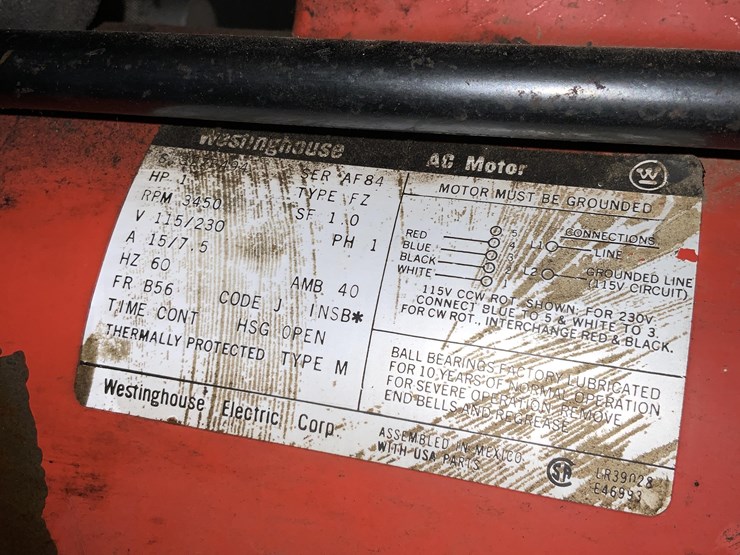 Westinghouse AC Motor
W
HP 1 SER AF84
RPM 3450 TYPE FZ
V 115/230 SF 1.0
A 15/7.5 PH 1
HZ 60
FR B56 AMB 40
CODE J INSB*
TIME CONT HSG OPEN
THERMALLY PROTECTED TYPE M
MOTOR MUST BE GROUNDED
CONNECTIONS
RED 5
BLUE 4 L1 LINE
BLACK 3
WHITE 2 L2 GROUNDED LINE
1 (115V CIRCUIT)
115V CCW ROT. SHOWN. FOR 230V.
CONNECT BLUE TO 5 & WHITE TO 3.
FOR CW ROT., INTERCHANGE RED & BLACK.
BALL BEARINGS FACTORY LUBRICATED
FOR 10 YEARS OF NORMAL OPERATION
FOR SEVERE OPERATION, REMOVE
END BELLS AND REGREASE
Westinghouse Electric Corp.
ASSEMBLED IN MEXICO
WITH USA PARTS
SA LR39028
E46993